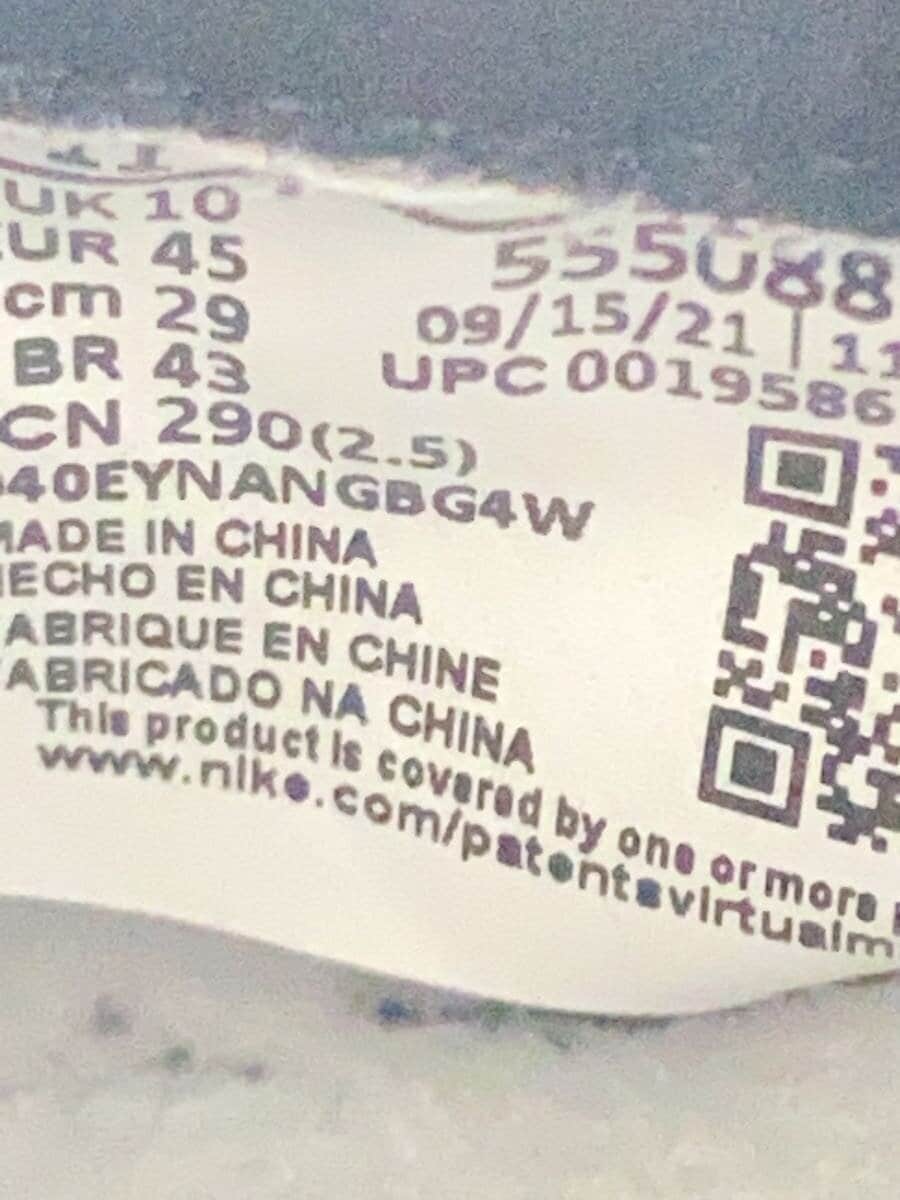 UK 10
EUR 45
cm 29
BR 43
CN 290(2.5)
555088
09/15/21 | 11
UPC 0019586
40EYNANGBG4W
MADE IN CHINA
HECHO EN CHINA
FABRIQUE EN CHINE
FABRICADO NA CHINA
This product is covered by one or more
www.nike.com/patentsvirtualm